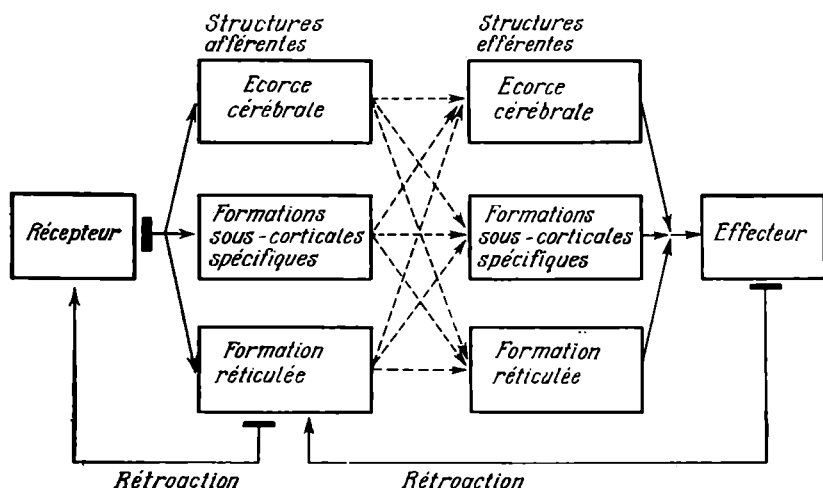 Structures
afférentes
Structures
efférentes
Ecorce
cérébrale
Ecorce
cérébrale
Récepteur
Formations
sous-corticales
spécifiques
Formations
sous-corticales
spécifiques
Effecteur
Formation
réticulée
Formation
réticulée
Rétroaction
Rétroaction